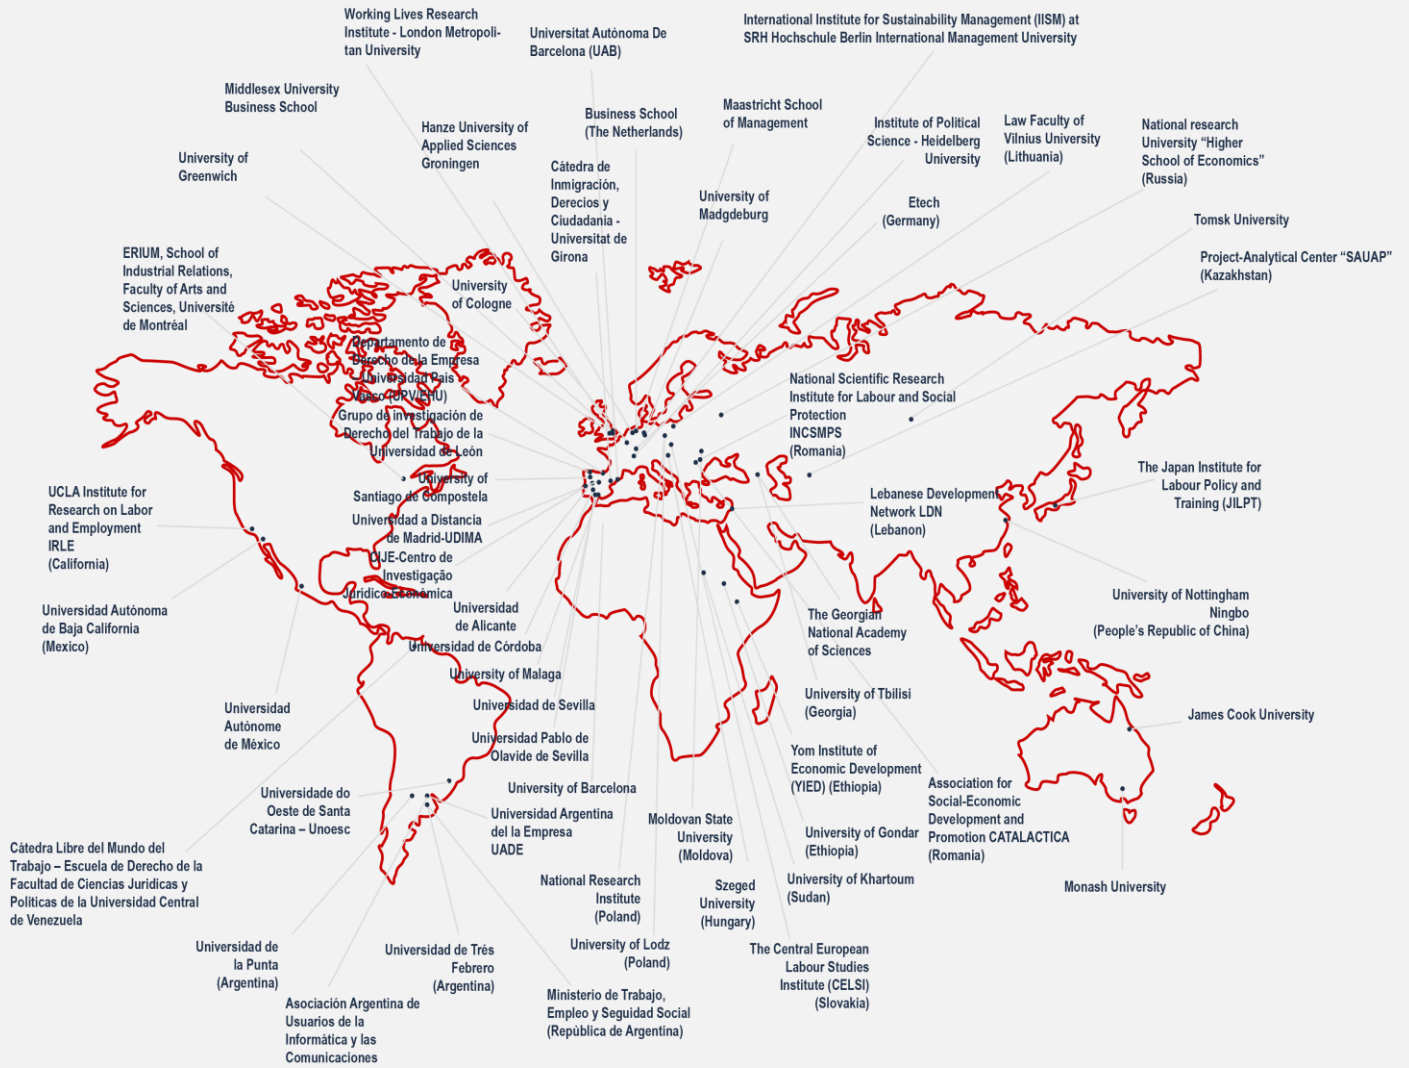 Working Lives Research
Institute - London Metropoli-
tan University
Universitat Autònoma De
Barcelona (UAB)
International Institute for Sustainability Management (IISM) at
SRH Hochschule Berlin International Management University
Middlesex University
Business School
Hanze University of
Applied Sciences
Groningen
Business School
(The Netherlands)
Maastricht School
of Management
Institute of Political
Science - Heidelberg
University
Law Faculty of
Vilnius University
(Lithuania)
National research
University “Higher
School of Economics”
(Russia)
University of
Greenwich
Cátedra de
Inmigración,
Derecios y
Ciudadania -
Universitat de
Girona
University of
Madgdeburg
Etech
(Germany)
Tomsk University
ERIUM, School of
Industrial Relations,
Faculty of Arts and
Sciences, Université
de Montréal
University
of Cologne
Project-Analytical Center “SAUAP”
(Kazakhstan)
Departamento de
Derecho de la Empresa
Universidad Pais
Vasco (UPV/EHU)
Grupo de investigación de
Derecho del Trabajo de la
Universidad de León
University of
Santiago de Compostela
Universidad a Distancia
de Madrid-UDIMA
CIJE-Centro de
Investigação
Jurídico-Económica
National Scientific Research
Institute for Labour and Social
Protection
INCSMPS
(Romania)
Lebanese Development
Network LDN
(Lebanon)
The Japan Institute for
Labour Policy and
Training (JILPT)
UCLA Institute for
Research on Labor
and Employment
IRLE
(California)
Universidad Autónoma
de Baja California
(Mexico)
Universidad
de Alicante
Universidad de Córdoba
University of Malaga
Universidad de Sevilla
Universidad Pablo de
Olavide de Sevilla
University of Barcelona
The Georgian
National Academy
of Sciences
University of Nottingham
Ningbo
(People’s Republic of China)
University of Tbilisi
(Georgia)
James Cook University
Universidad
Autònome
de Mèxico
Yom Institute of
Economic Development
(YIED) (Ethiopia)
Association for
Social-Economic
Development and
Promotion CATALACTICA
(Romania)
Universidade do
Oeste de Santa
Catarina – Unoesc
Universidad Argentina
del la Empresa
UADE
Moldovan State
University
(Moldova)
University of Gondar
(Ethiopia)
Cátedra Libre del Mundo del
Trabajo – Escuela de Derecho de la
Facultad de Ciencias Juridicas y
Politicas de la Universidad Central
de Venezuela
National Research
Institute
(Poland)
Szeged
University
(Hungary)
University of Khartoum
(Sudan)
Monash University
Universidad de
la Punta
(Argentina)
Universidad de Trés
Febrero
(Argentina)
University of Lodz
(Poland)
The Central European
Labour Studies
Institute (CELSI)
(Slovakia)
Asociación Argentina de
Usuarios de la
Informática y las
Comunicaciones
Ministerio de Trabajo,
Empleo y Seguidad Social
(Repùblica de Argentina)